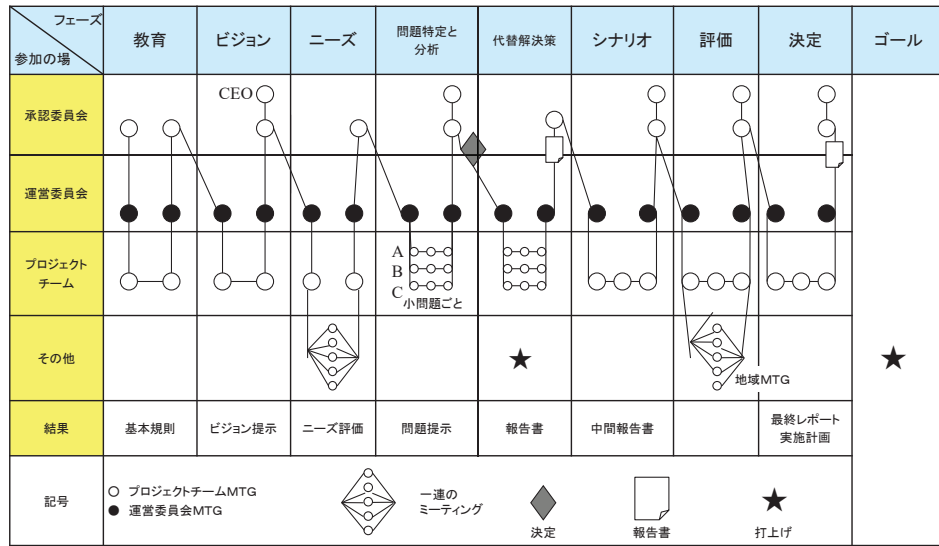 フェーズ
参加の場
教育
ビジョン
ニーズ
問題特定と
分析
代替解決策
シナリオ
評価
決定
ゴール
承認委員会
CEO
運営委員会
プロジェクト
チーム
A
B
C
小問題ごと
その他
地域MTG
結果
基本規則
ビジョン提示
ニーズ評価
問題提示
報告書
中間報告書
最終レポート
実施計画
記号
プロジェクトチームMTG
運営委員会MTG
一連の
ミーティング
決定
報告書
打上げ